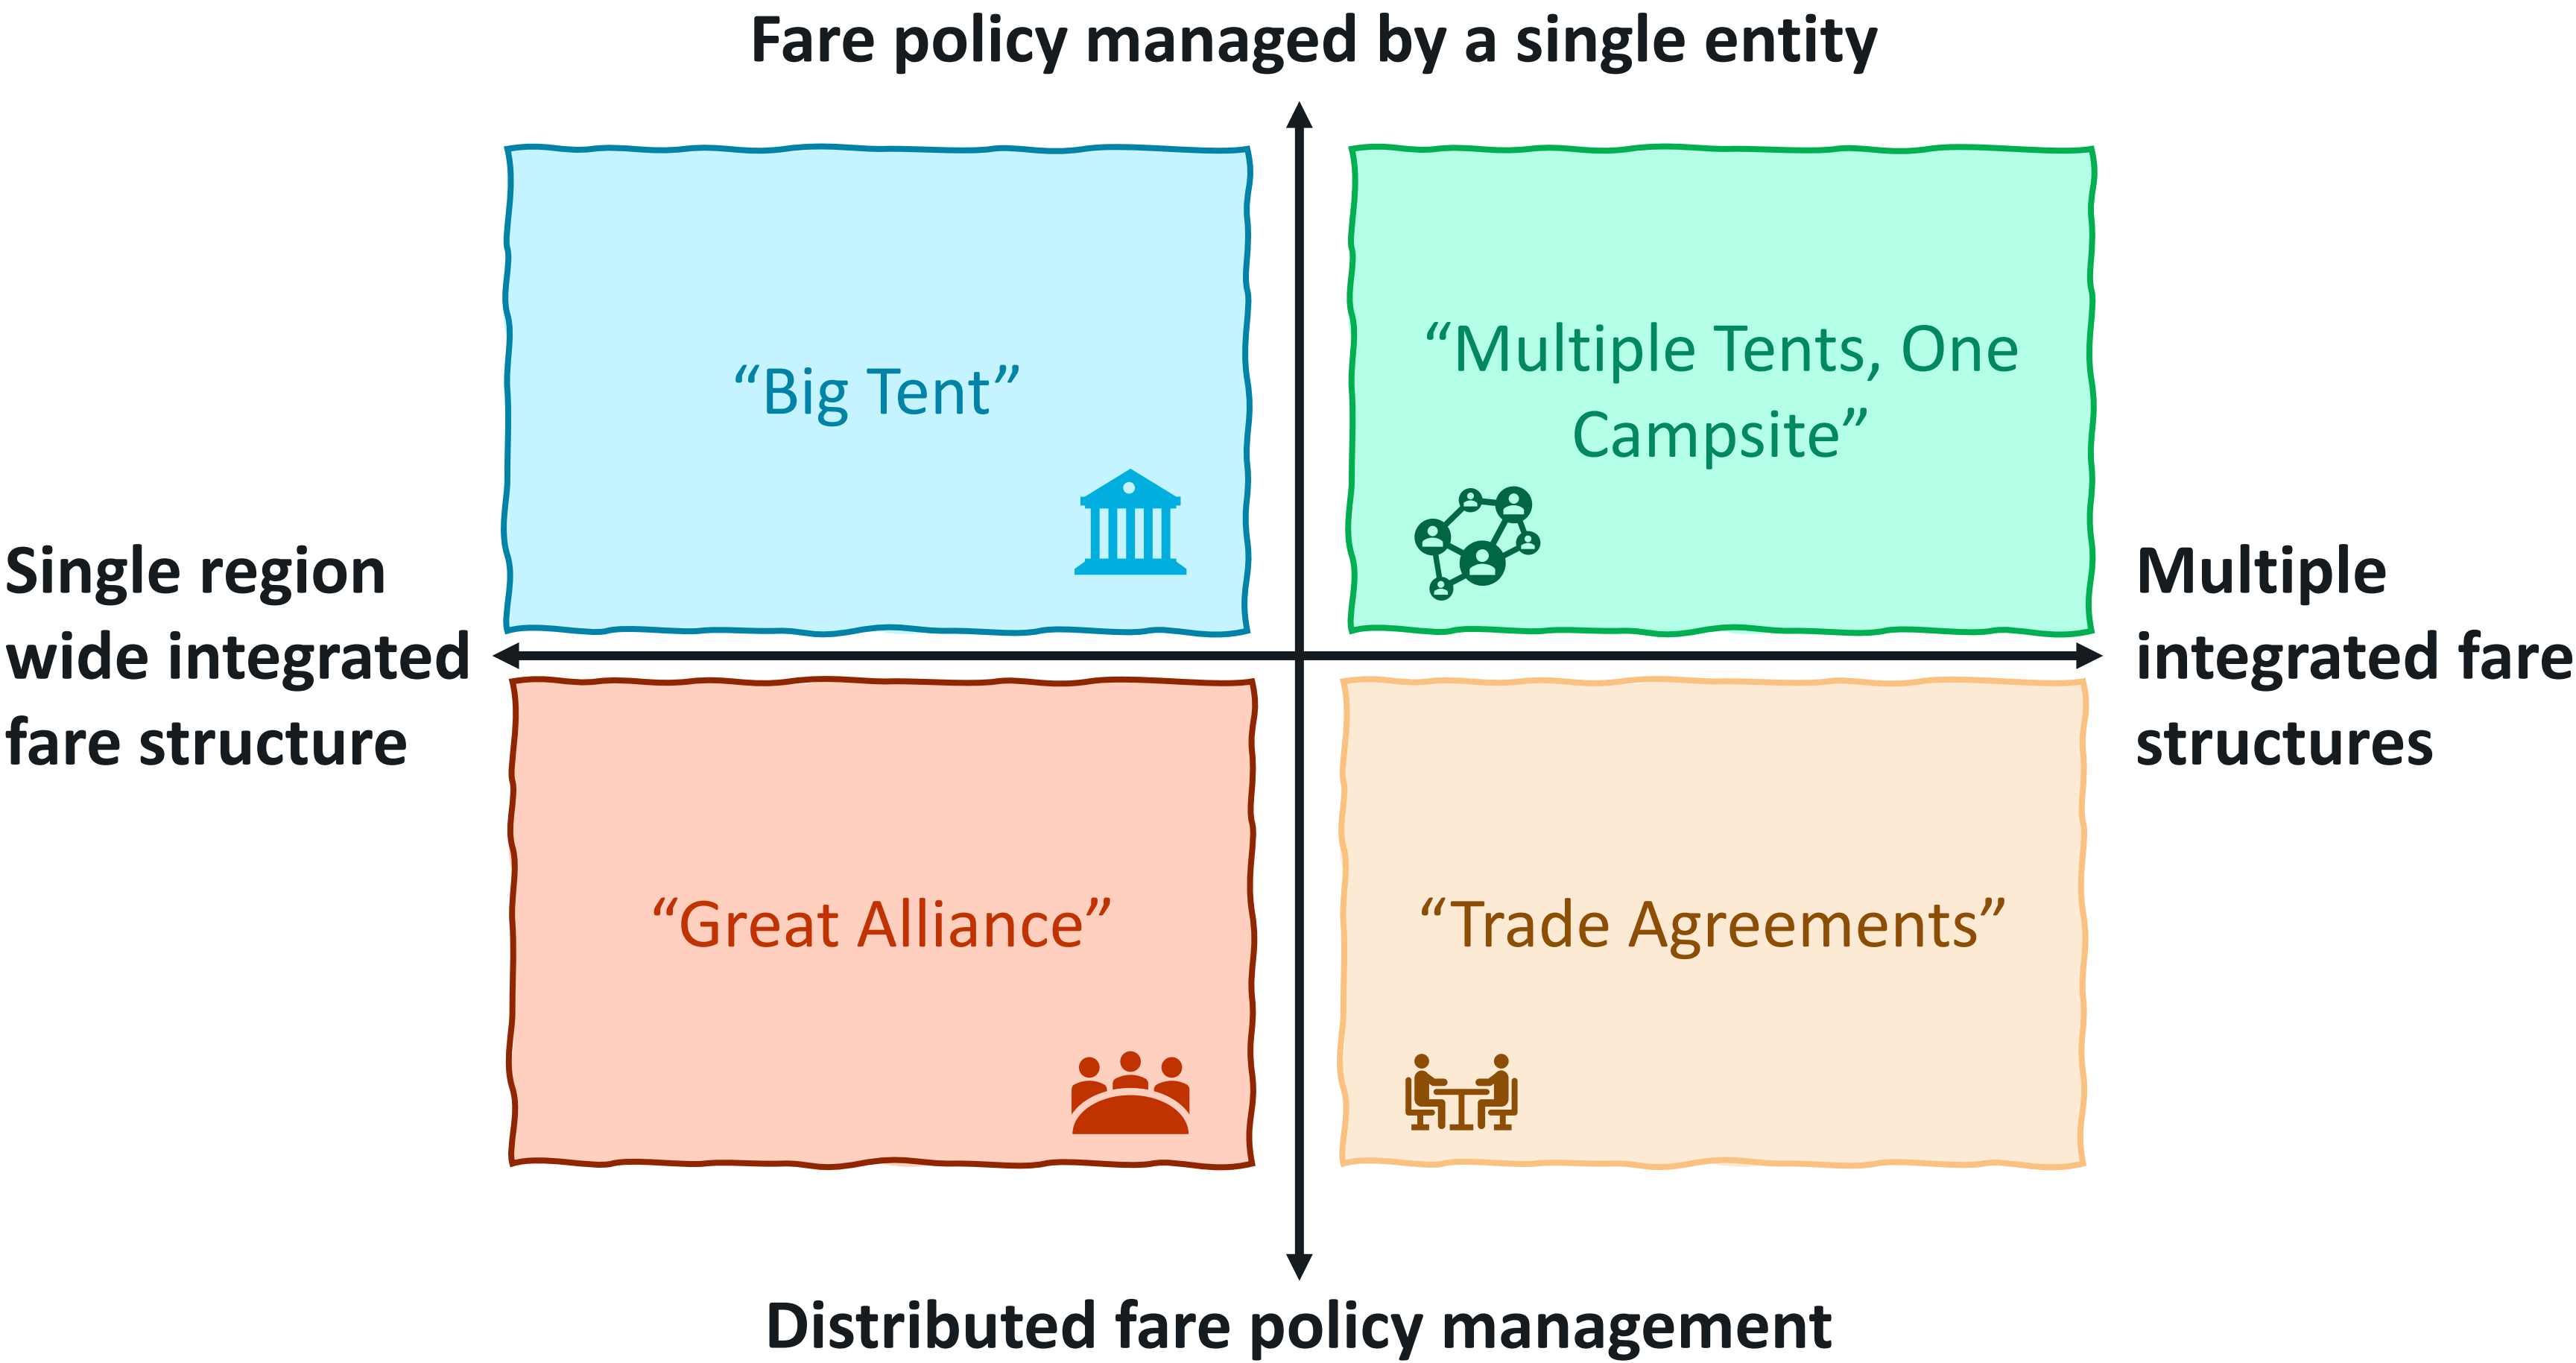 Fare policy managed by a single entity
“Big Tent”
“Multiple Tents, One
Campsite”
Single region
wide integrated
fare structure
Multiple
integrated fare
structures
“Great Alliance”
“Trade Agreements”
Distributed fare policy management